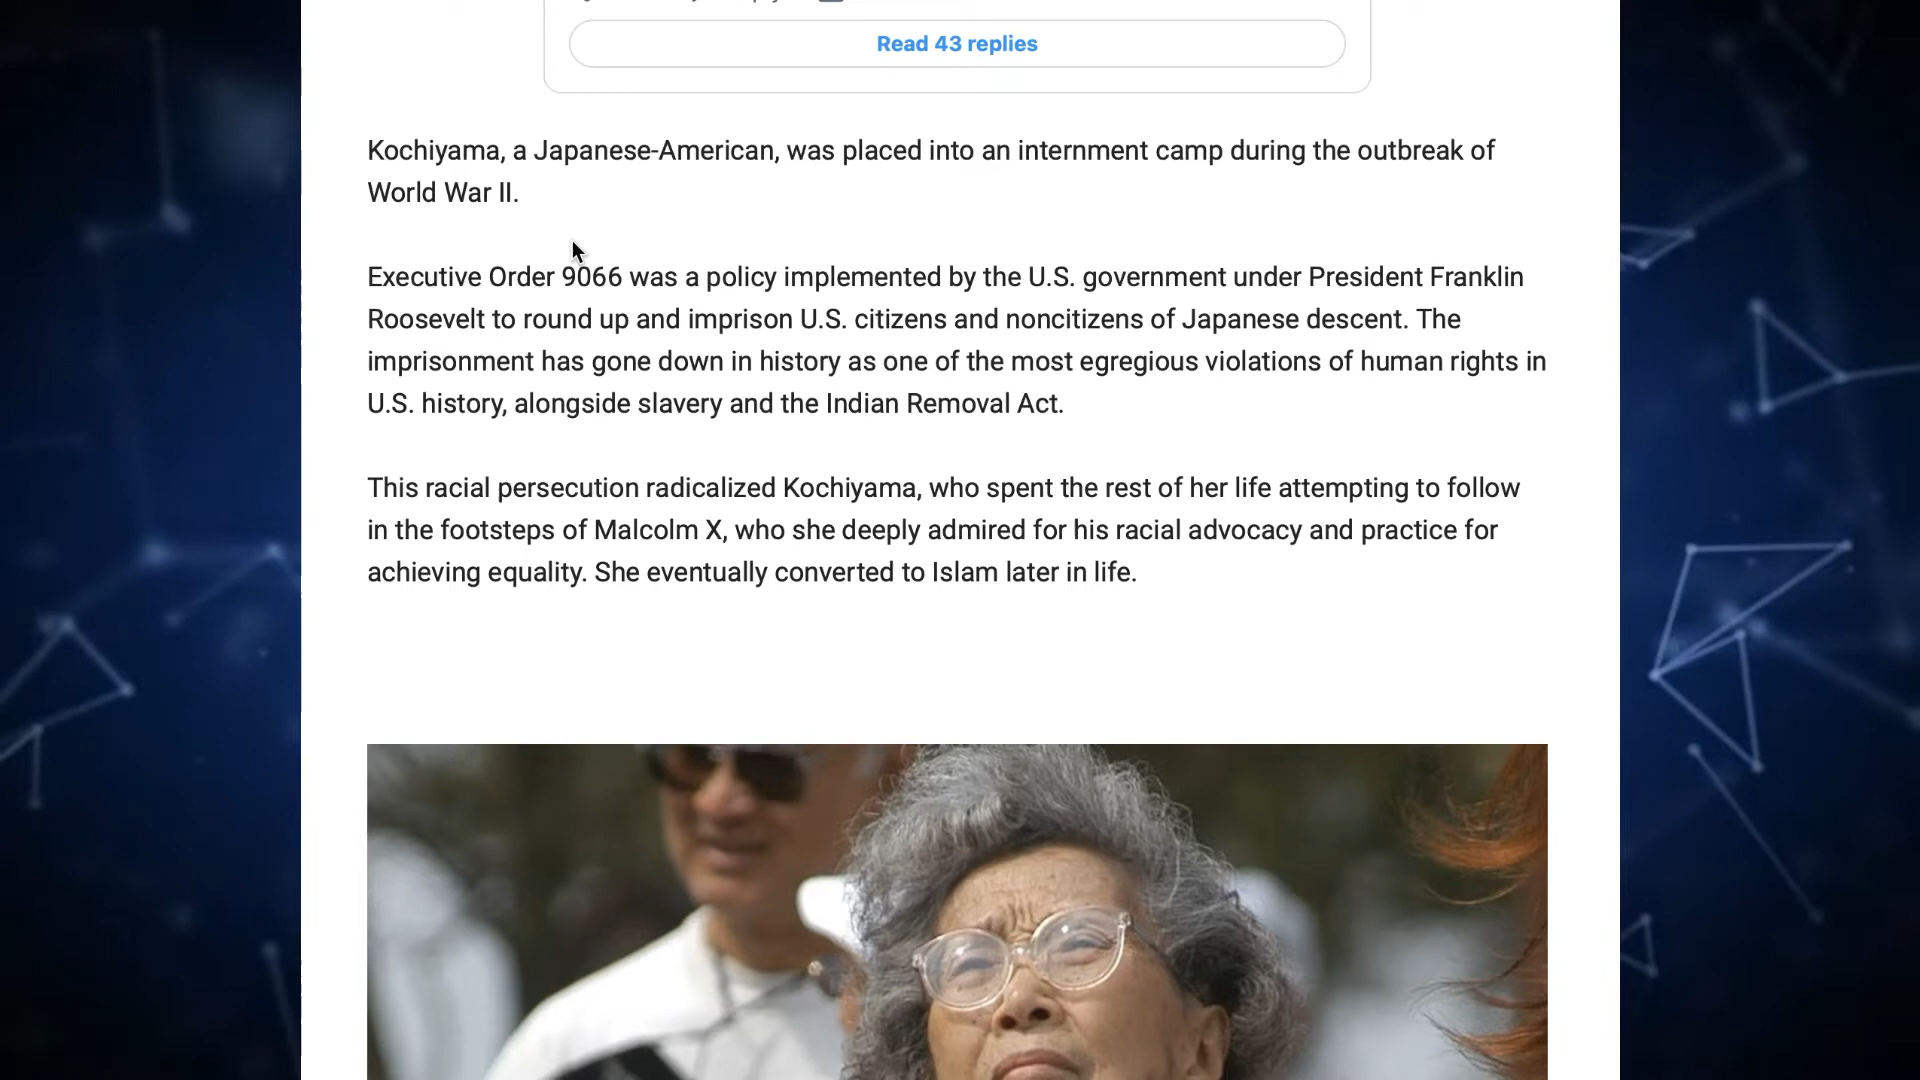 Read 43 replies
Kochiyama, a Japanese-American, was placed into an internment camp during the outbreak of
World War II.
Executive Order 9066 was a policy implemented by the U.S. government under President Franklin
Roosevelt to round up and imprison U.S. citizens and noncitizens of Japanese descent. The
imprisonment has gone down in history as one of the most egregious violations of human rights in
U.S. history, alongside slavery and the Indian Removal Act.
This racial persecution radicalized Kochiyama, who spent the rest of her life attempting to follow
in the footsteps of Malcolm X, who she deeply admired for his racial advocacy and practice for
achieving equality. She eventually converted to Islam later in life.